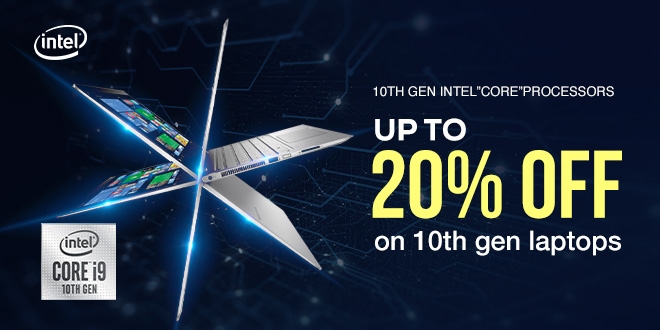 intel
10TH GEN INTEL"CORE"PROCESSORS
UP TO
20% OFF
on 10th gen laptops
intel
CORE i9
10TH GEN